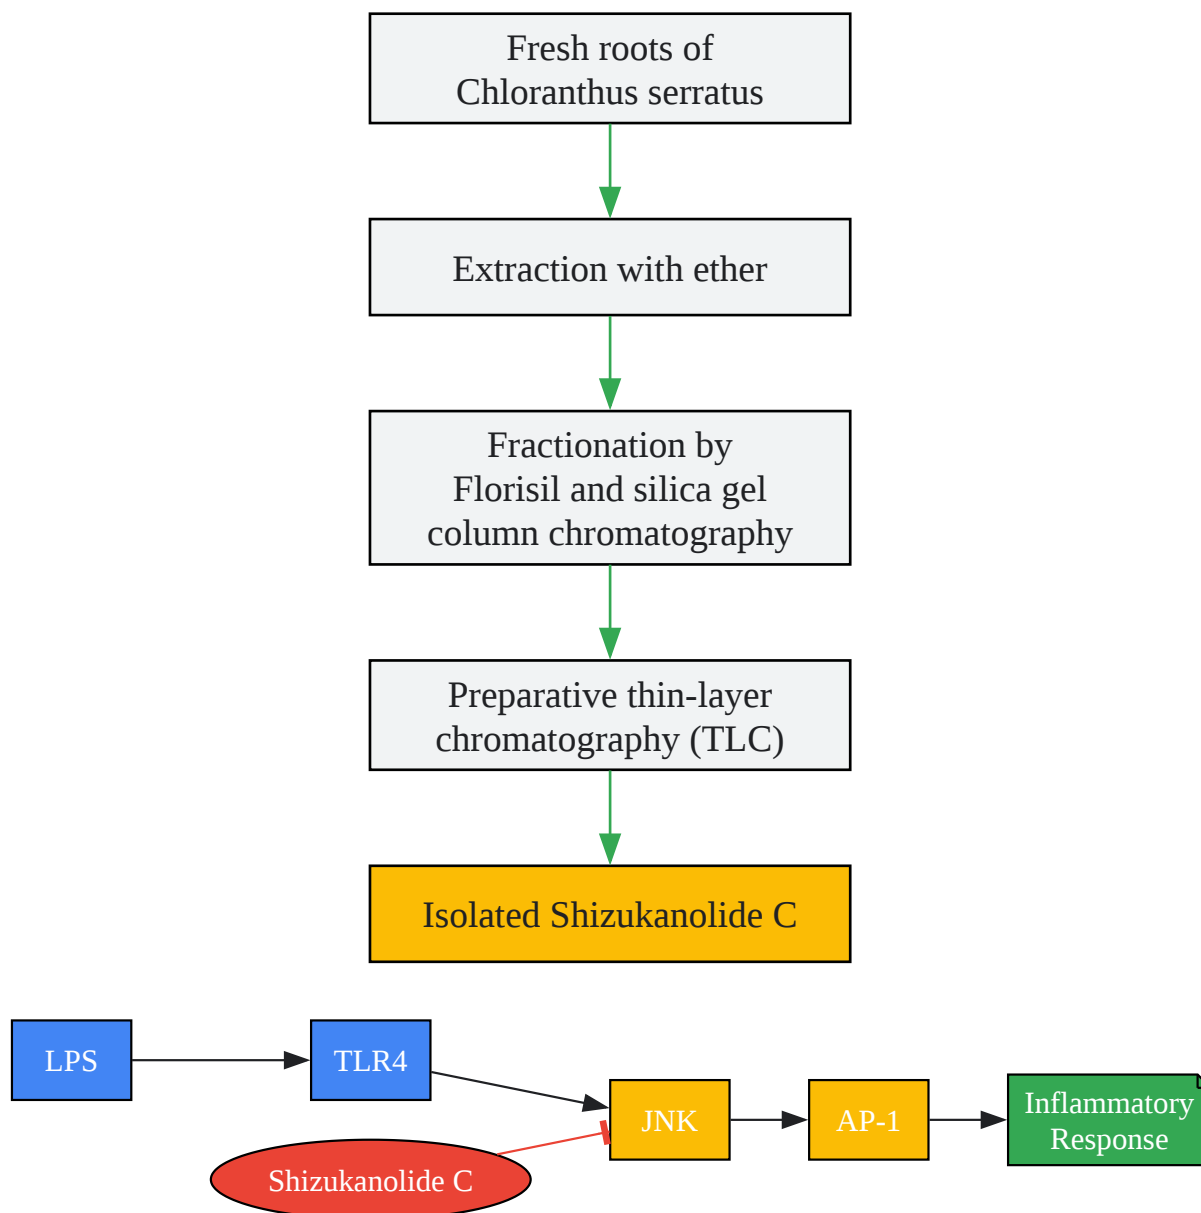 Fresh roots of
Chloranthus serratus
Extraction with ether
Fractionation by
Florisil and silica gel
column chromatography
Preparative thin-layer
chromatography (TLC)
Isolated Shizukanolide C
LPS
TLR4
JNK
AP-1
Inflammatory
Response
Shizukanolide C